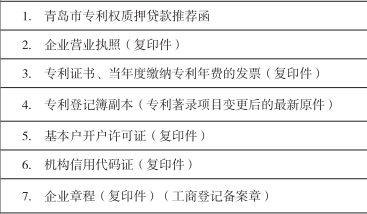 1. 青岛市专利权质押贷款推荐函
2. 企业营业执照（复印件）
3. 专利证书、当年度缴纳专利年费的发票（复印件）
4. 专利登记簿副本（专利著录项目变更后的最新原件）
5. 基本户开户许可证（复印件）
6. 机构信用代码证（复印件）
7. 企业章程（复印件）（工商登记备案章）